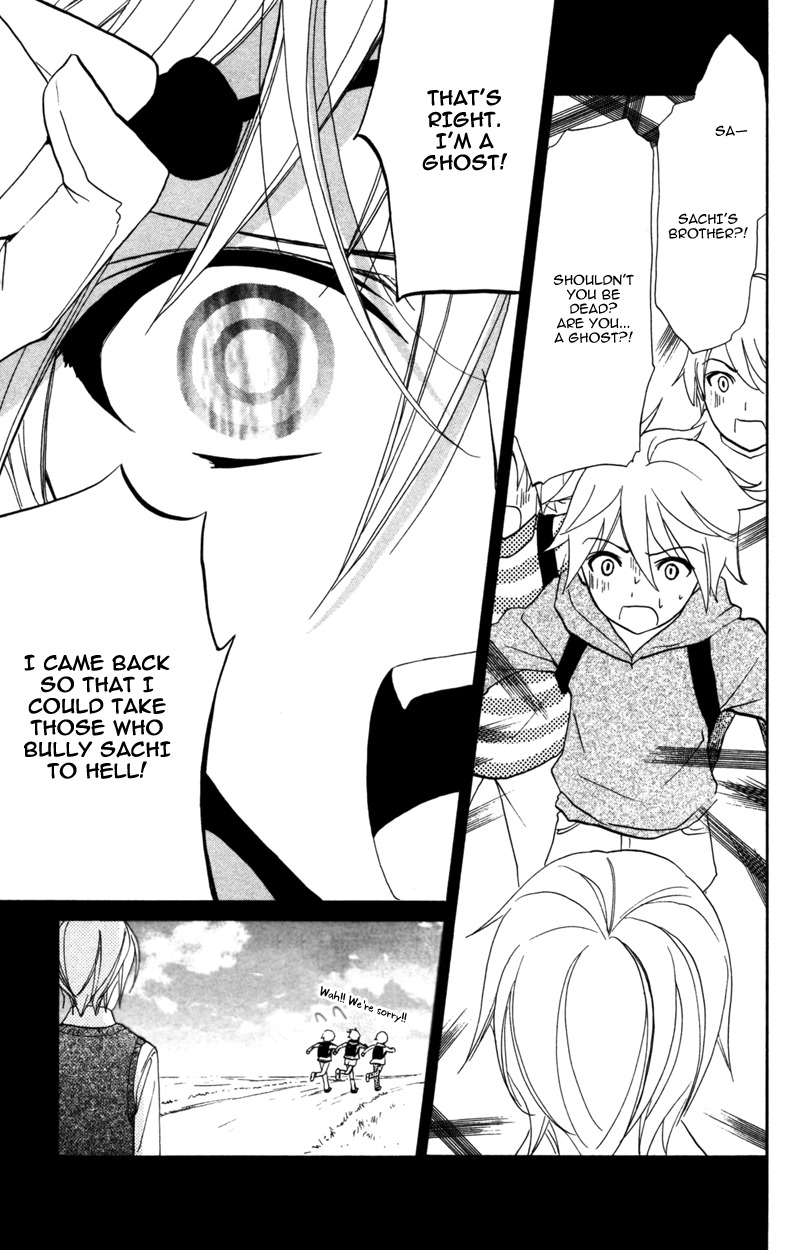 SA—
SACHI'S
BROTHER?!
SHOULDN'T
YOU BE
DEAD?
ARE YOU...
A GHOST?!
THAT'S
RIGHT.
I'M A
GHOST!
I CAME BACK
SO THAT I
COULD TAKE
THOSE WHO
BULLY SACHI
TO HELL!
Wah!! We're sorry!!